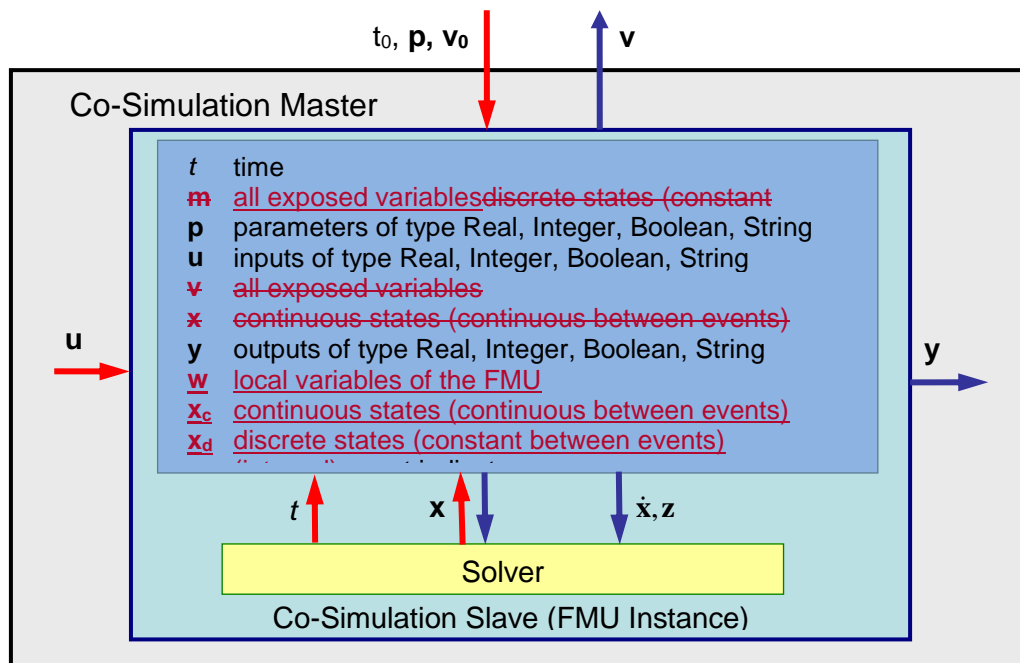 t₀, p, v₀ v
Co-Simulation Master
t time
m all exposed variablesdiscrete states (constant
p parameters of type Real, Integer, Boolean, String
u inputs of type Real, Integer, Boolean, String
v all exposed variables
x continuous states (continuous between events)
y outputs of type Real, Integer, Boolean, String
w local variables of the FMU
x_c continuous states (continuous between events)
x_d discrete states (constant between events)
u
y
t x ẋ, z
Solver
Co-Simulation Slave (FMU Instance)